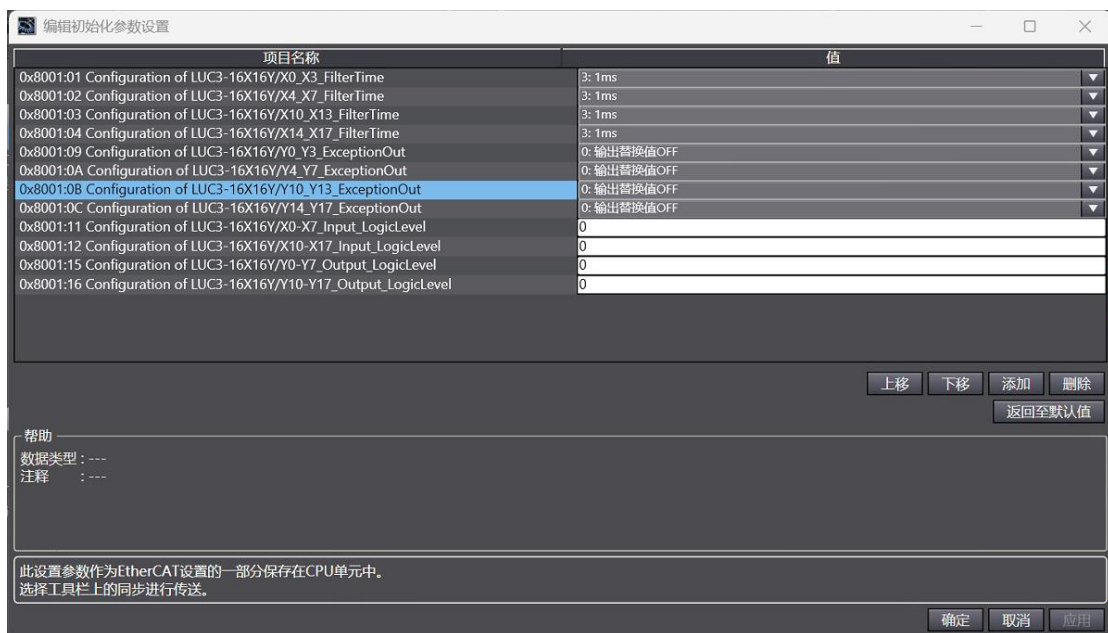 编辑初始化参数设置
项目名称 值
0x8001:01 Configuration of LUC3-16X16Y/X0_X3_FilterTime 3: 1ms
0x8001:02 Configuration of LUC3-16X16Y/X4_X7_FilterTime 3: 1ms
0x8001:03 Configuration of LUC3-16X16Y/X10_X13_FilterTime 3: 1ms
0x8001:04 Configuration of LUC3-16X16Y/X14_X17_FilterTime 3: 1ms
0x8001:09 Configuration of LUC3-16X16Y/Y0_Y3_ExceptionOut 0: 输出替换值OFF
0x8001:0A Configuration of LUC3-16X16Y/Y4_Y7_ExceptionOut 0: 输出替换值OFF
0x8001:0B Configuration of LUC3-16X16Y/Y10_Y13_ExceptionOut 0: 输出替换值OFF
0x8001:0C Configuration of LUC3-16X16Y/Y14_Y17_ExceptionOut 0: 输出替换值OFF
0x8001:11 Configuration of LUC3-16X16Y/X0-X7_Input_LogicLevel 0
0x8001:12 Configuration of LUC3-16X16Y/X10-X17_Input_LogicLevel 0
0x8001:15 Configuration of LUC3-16X16Y/Y0-Y7_Output_LogicLevel 0
0x8001:16 Configuration of LUC3-16X16Y/Y10-Y17_Output_LogicLevel 0
上移 下移 添加 删除
返回至默认值
帮助
数据类型 : ---
注释 : ---
此设置参数作为EtherCAT设置的一部分保存在CPU单元中。
选择工具栏上的同步进行传送。
确定 取消 应用